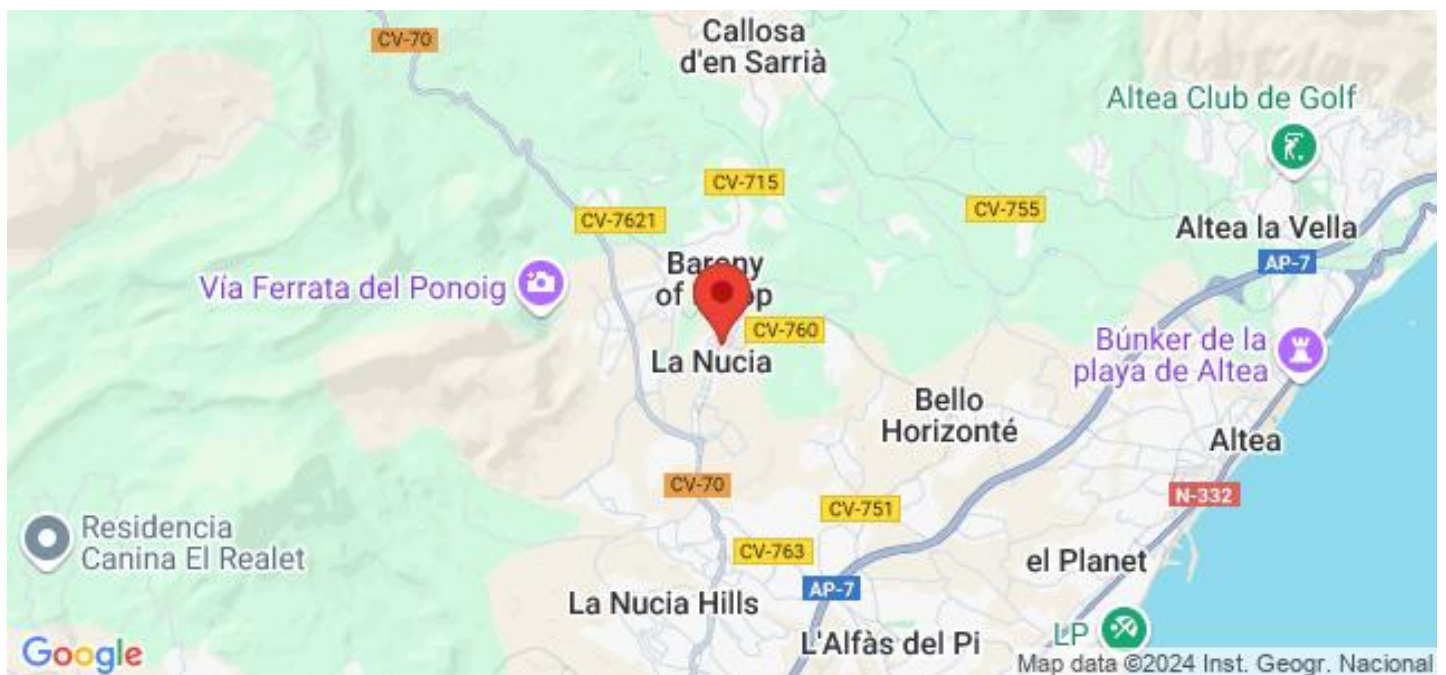 CV-70
Callosa
d'en Sarrià
Altea Club de Golf
CV-715
CV-755
CV-7621
Altea la Vella
AP-7
Barony
of
Vía Ferrata del Ponoig
CV-760
La Nucia
Búnker de la
playa de Altea
Bello
Horizonté
Altea
CV-70
N-332
CV-751
Residencia
Canina El Realet
CV-763
el Planet
AP-7
La Nucia Hills
L'Alfàs del Pi
LP
Google
Map data ©2024 Inst. Geogr. Nacional